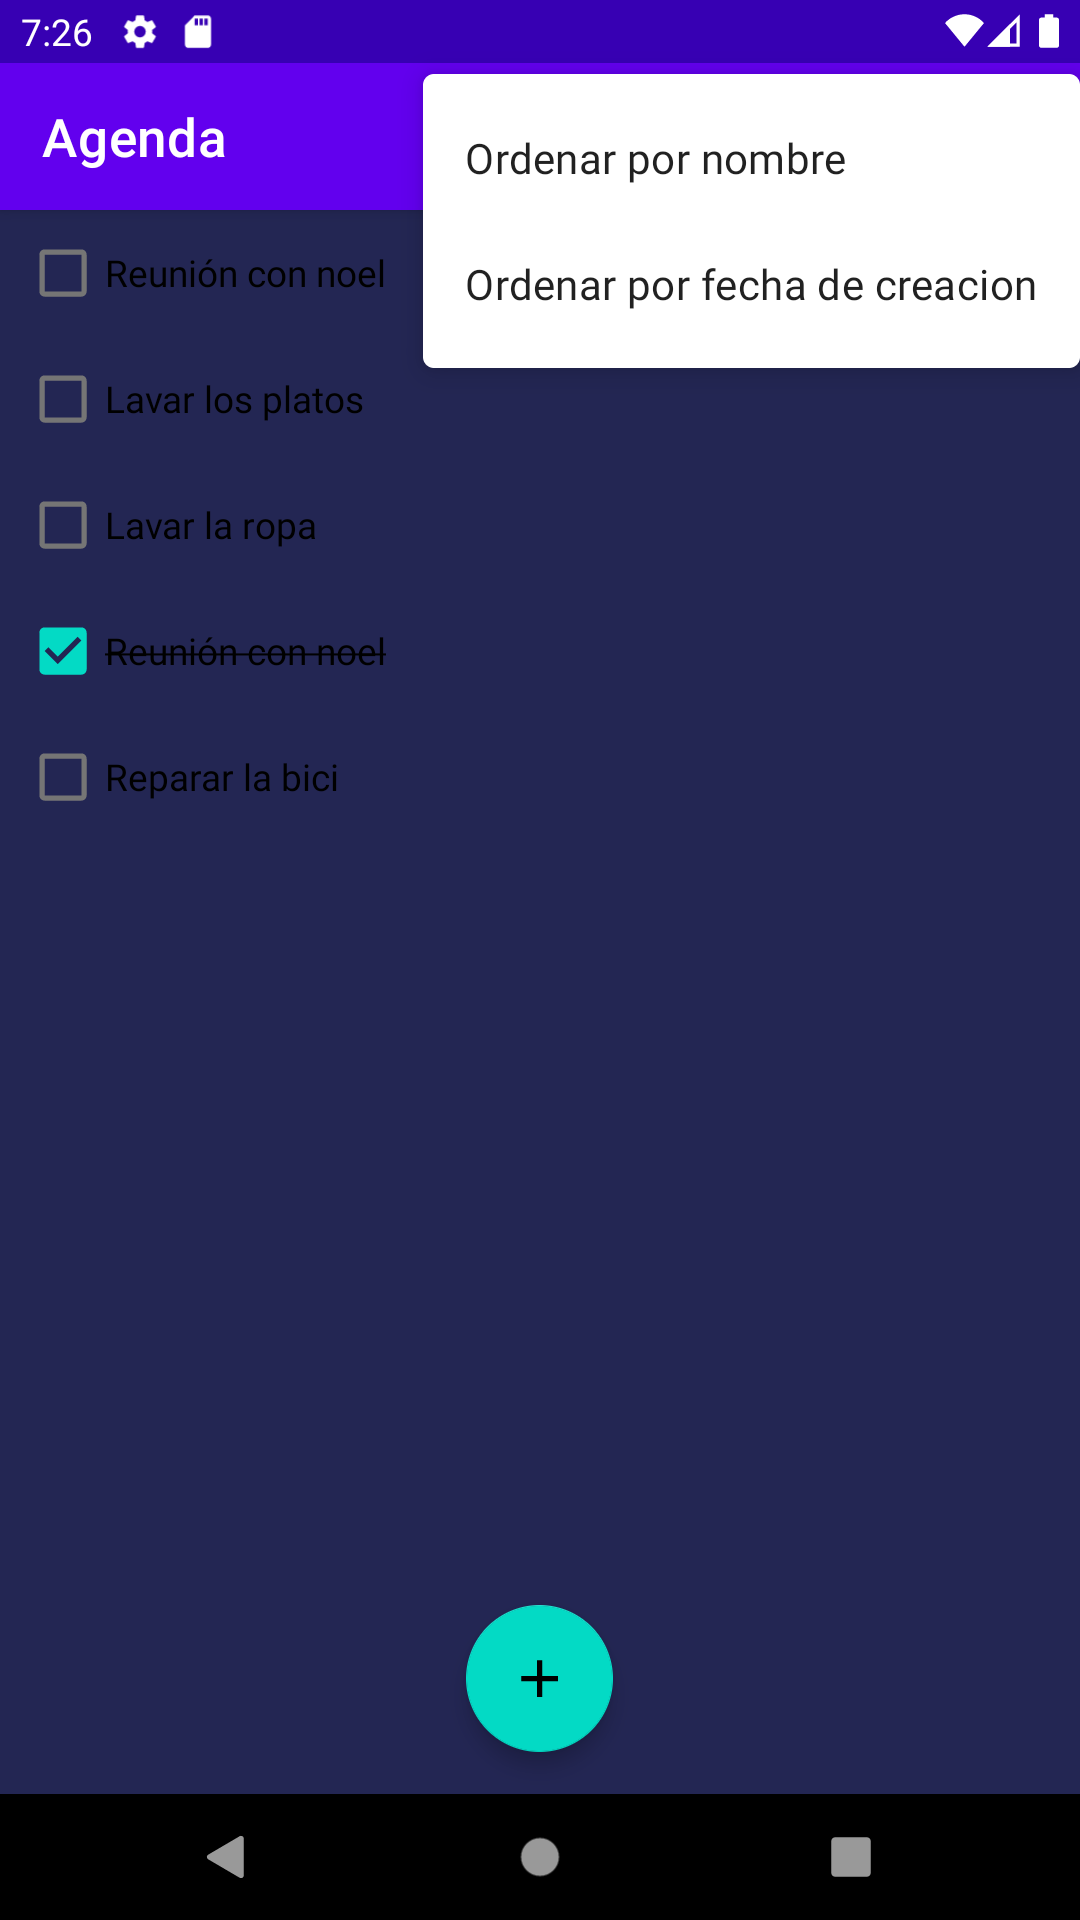 7:26
Agenda
Ordenar por nombre
Ordenar por fecha de creacion
Reunión con noel
Lavar los platos
Lavar la ropa
Reunión con noel
Reparar la bici